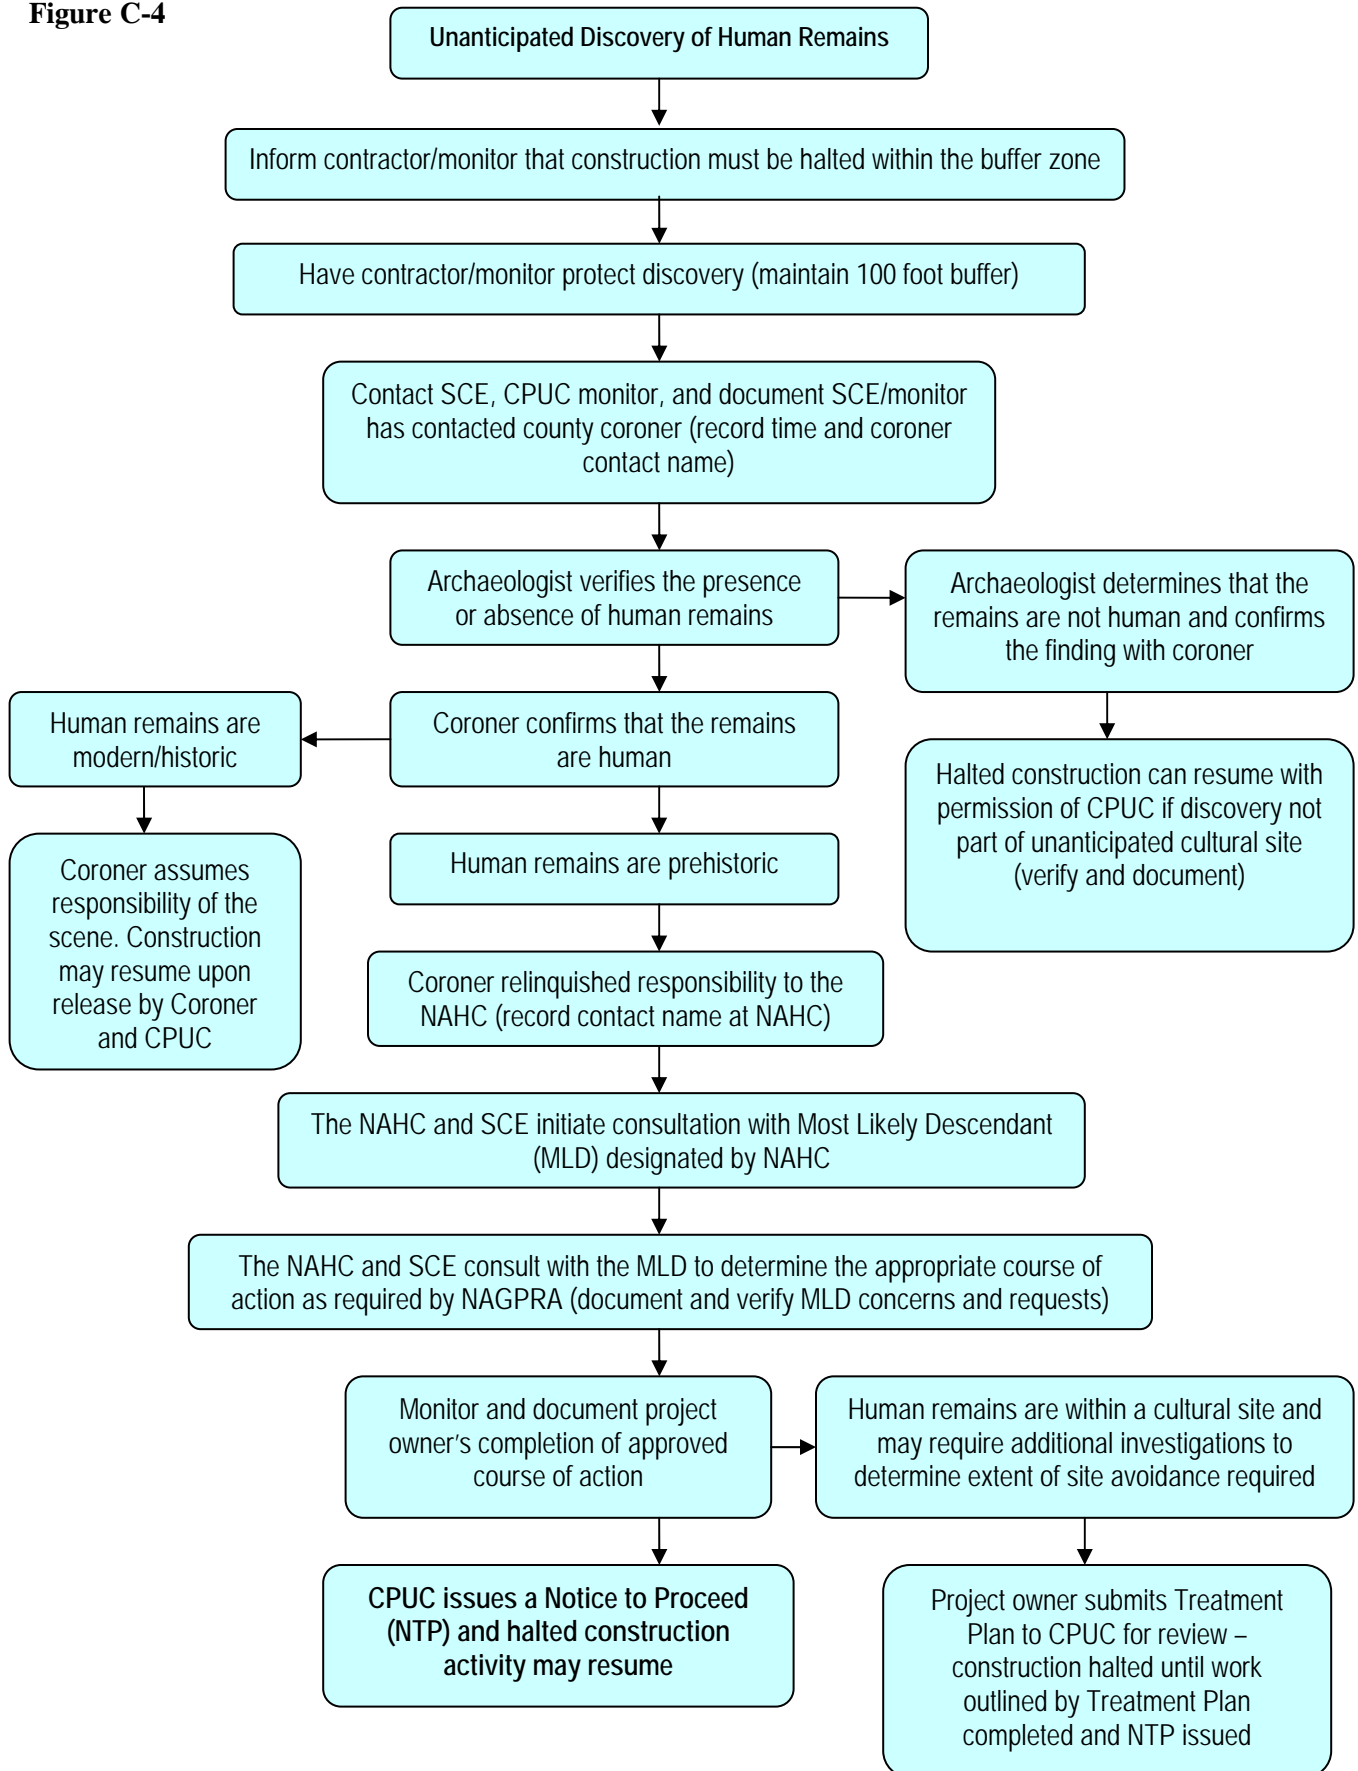 Figure C-4
Unanticipated Discovery of Human Remains
Inform contractor/monitor that construction must be halted within the buffer zone
Have contractor/monitor protect discovery (maintain 100 foot buffer)
Contact SCE, CPUC monitor, and document SCE/monitor
has contacted county coroner (record time and coroner
contact name)
Archaeologist verifies the presence
or absence of human remains
Archaeologist determines that the
remains are not human and confirms
the finding with coroner
Human remains are
modern/historic
Coroner confirms that the remains
are human
Halted construction can resume with
permission of CPUC if discovery not
part of unanticipated cultural site
(verify and document)
Coroner assumes
responsibility of the
scene. Construction
may resume upon
release by Coroner
and CPUC
Human remains are prehistoric
Coroner relinquished responsibility to the
NAHC (record contact name at NAHC)
The NAHC and SCE initiate consultation with Most Likely Descendant
(MLD) designated by NAHC
The NAHC and SCE consult with the MLD to determine the appropriate course of
action as required by NAGPRA (document and verify MLD concerns and requests)
Monitor and document project
owner’s completion of approved
course of action
Human remains are within a cultural site and
may require additional investigations to
determine extent of site avoidance required
CPUC issues a Notice to Proceed
(NTP) and halted construction
activity may resume
Project owner submits Treatment
Plan to CPUC for review –
construction halted until work
outlined by Treatment Plan
completed and NTP issued